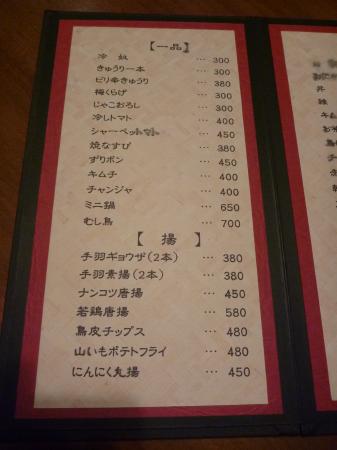 【一品】
冷奴 … 300
きゅうり一本 … 300
ピリ辛きゅうり … 380
梅くらげ … 300
じゃこおろし … 300
冷しトマト … 400
シャーベットトマト … 450
焼なすび … 380
ずりポン … 450
キムチ … 400
チャンジャ … 400
ミニ鍋 … 650
むし鳥 … 700
【揚】
手羽ギョウザ(2本) … 380
手羽素揚(2本) … 380
ナンコツ唐揚 … 450
若鶏唐揚 … 580
鳥皮チップス … 480
山いもポテトフライ … 480
にんにく丸揚 … 450